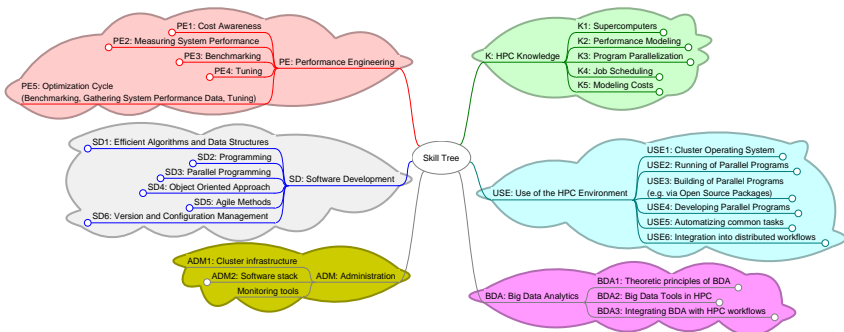 PE1: Cost Awareness
PE2: Measuring System Performance
PE3: Benchmarking
PE4: Tuning
PE5: Optimization Cycle
(Benchmarking, Gathering System Performance Data, Tuning)
PE: Performance Engineering
K: HPC Knowledge
K1: Supercomputers
K2: Performance Modeling
K3: Program Parallelization
K4: Job Scheduling
K5: Modeling Costs
Skill Tree
SD1: Efficient Algorithms and Data Structures
SD2: Programming
SD3: Parallel Programming
SD4: Object Oriented Approach
SD5: Agile Methods
SD6: Version and Configuration Management
SD: Software Development
USE: Use of the HPC Environment
USE1: Cluster Operating System
USE2: Running of Parallel Programs
USE3: Building of Parallel Programs
(e.g. via Open Source Packages)
USE4: Developing Parallel Programs
USE5: Automatizing common tasks
USE6: Integration into distributed workflows
ADM1: Cluster infrastructure
ADM2: Software stack
Monitoring tools
ADM: Administration
BDA: Big Data Analytics
BDA1: Theoretic principles of BDA
BDA2: Big Data Tools in HPC
BDA3: Integrating BDA with HPC workflows